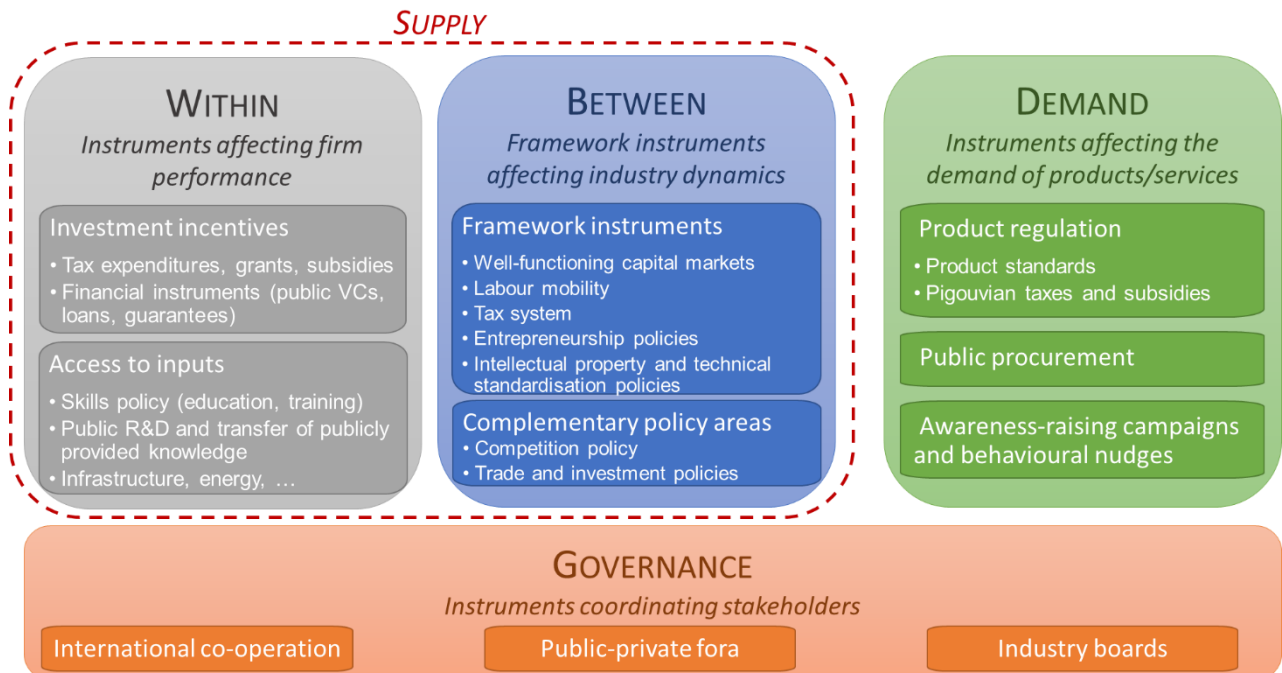 SUPPLY
WITHIN
Instruments affecting firm
performance
Investment incentives
• Tax expenditures, grants, subsidies
• Financial instruments (public VCs,
loans, guarantees)
Access to inputs
• Skills policy (education, training)
• Public R&D and transfer of publicly
provided knowledge
• Infrastructure, energy, …
BETWEEN
Framework instruments
affecting industry dynamics
Framework instruments
• Well-functioning capital markets
• Labour mobility
• Tax system
• Entrepreneurship policies
• Intellectual property and technical
standardisation policies
Complementary policy areas
• Competition policy
• Trade and investment policies
DEMAND
Instruments affecting the
demand of products/services
Product regulation
• Product standards
• Pigouvian taxes and subsidies
Public procurement
Awareness-raising campaigns
and behavioural nudges
GOVERNANCE
Instruments coordinating stakeholders
International co-operation
Public-private fora
Industry boards